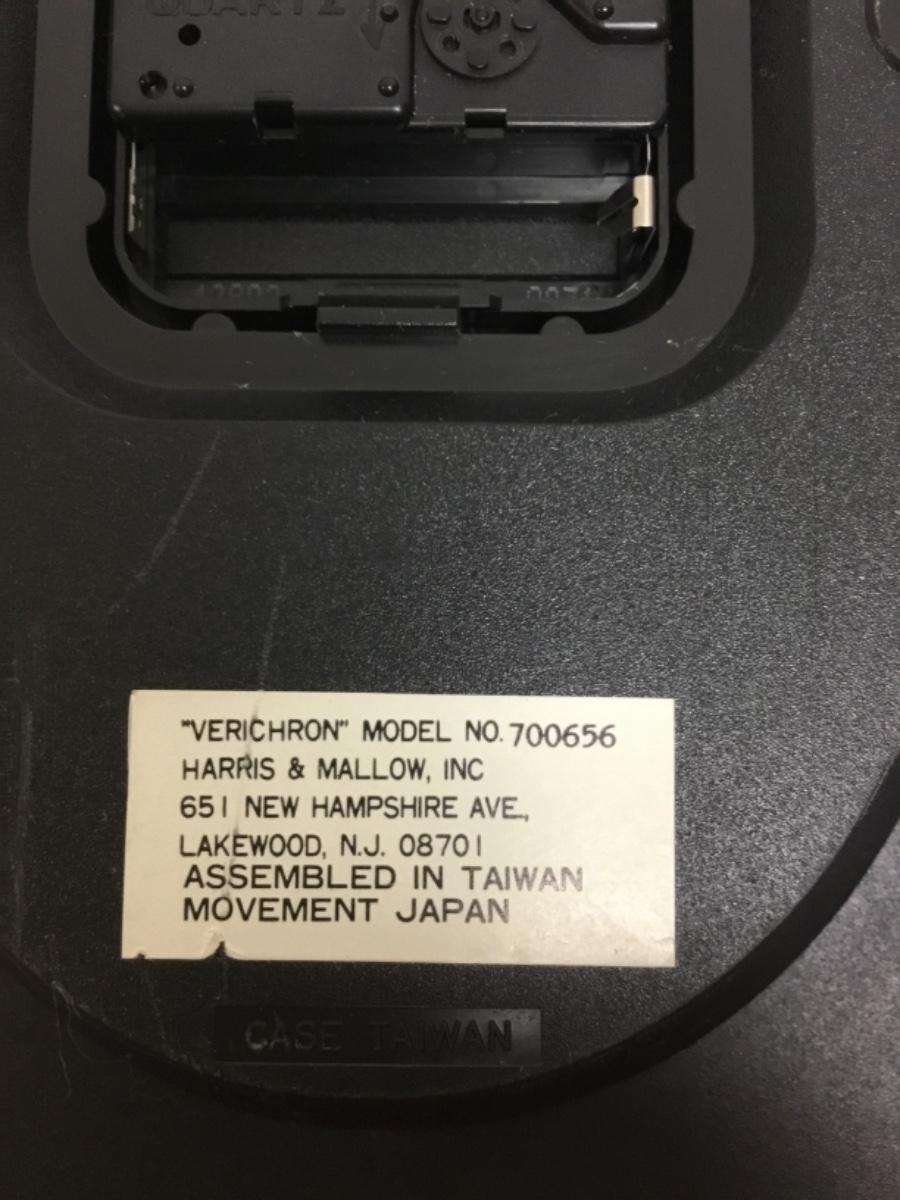 QUARTZ
"VERICHRON" MODEL NO. 700656
HARRIS & MALLOW, INC
651 NEW HAMPSHIRE AVE.,
LAKEWOOD, N.J. 08701
ASSEMBLED IN TAIWAN
MOVEMENT JAPAN
CASE TAIWAN